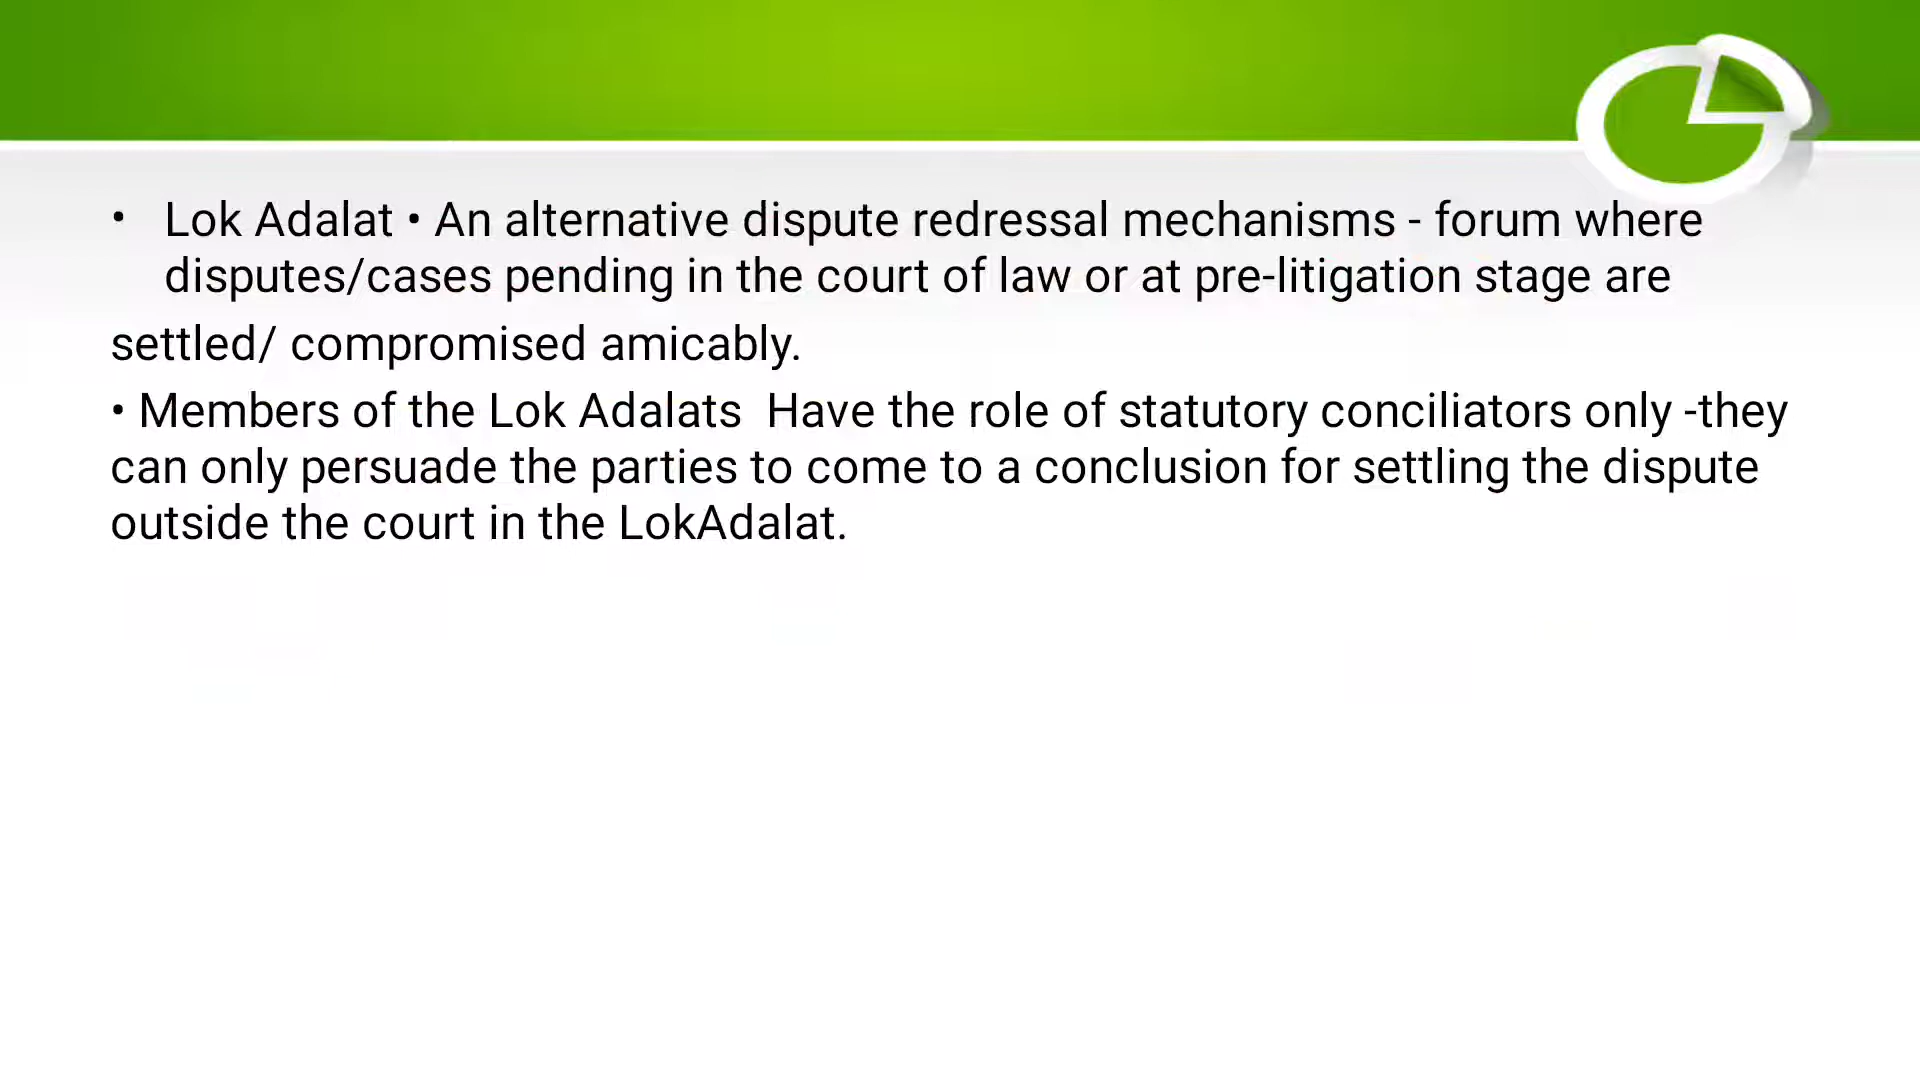 • Lok Adalat • An alternative dispute redressal mechanisms - forum where
disputes/cases pending in the court of law or at pre-litigation stage are
settled/ compromised amicably.
• Members of the Lok Adalats  Have the role of statutory conciliators only -they
can only persuade the parties to come to a conclusion for settling the dispute
outside the court in the LokAdalat.